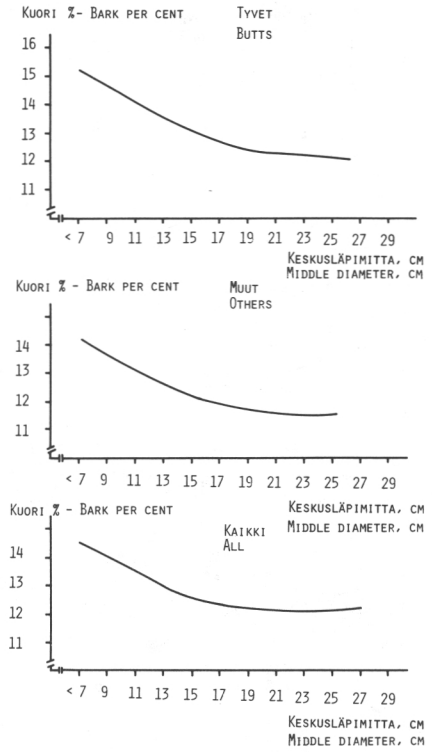 KUORI % - BARK PER CENT
TYVET
BUTTS
16
15
14
13
12
11
< 7 9 11 13 15 17 19 21 23 25 27 29
KESKUSLÄPIMITTA, CM
MIDDLE DIAMETER, CM
KUORI % - BARK PER CENT
MUUT
OTHERS
14
13
12
11
< 7 9 11 13 15 17 19 21 23 25 27 29
KESKUSLÄPIMITTA, CM
MIDDLE DIAMETER, CM
KUORI % - BARK PER CENT
KAIKKI
ALL
14
13
12
11
< 7 9 11 13 15 17 19 21 23 25 27 29
KESKUSLÄPIMITTA, CM
MIDDLE DIAMETER, CM